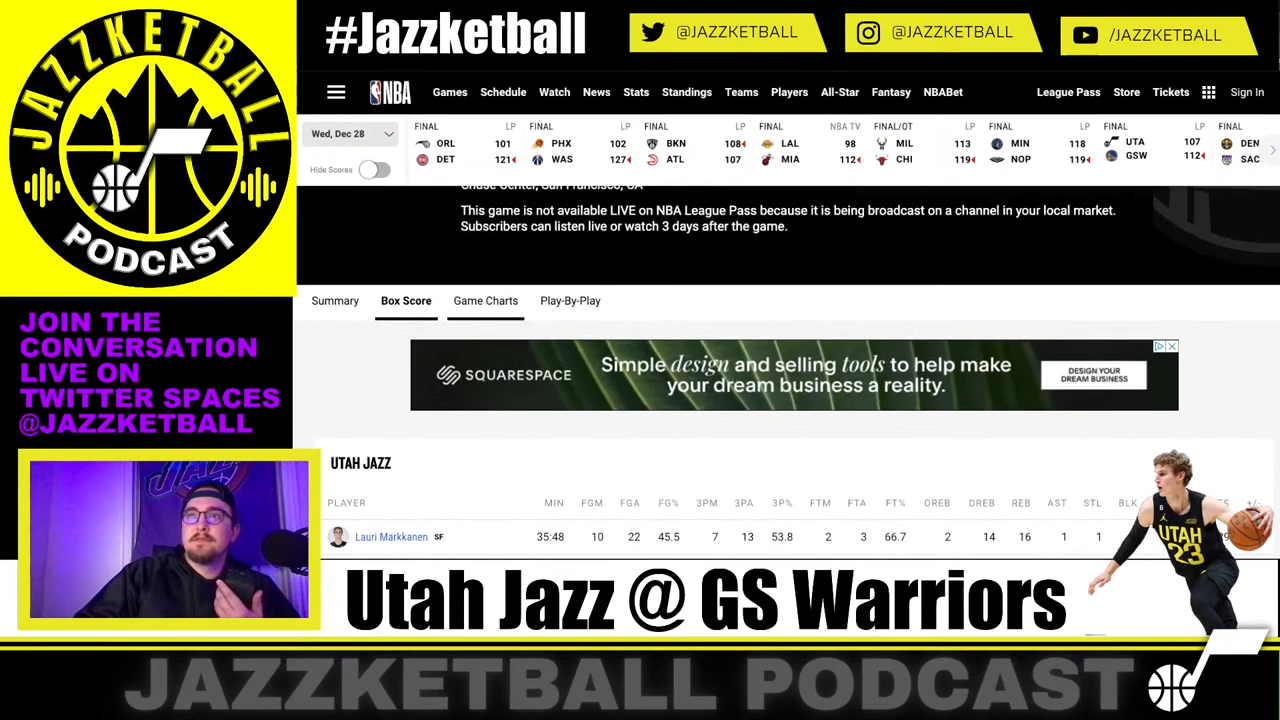 JAZZKETBALL
PODCAST
#Jazzketball
@JAZZKETBALL
@JAZZKETBALL
/JAZZKETBALL
NBA
Games Schedule Watch News Stats Standings Teams Players All-Star Fantasy NBABet League Pass Store Tickets Sign In
Wed, Dec 28
Hide Scores
FINAL LP
ORL 101
DET 121
FINAL LP
PHX 102
WAS 127
FINAL LP
BKN 108
ATL 107
FINAL NBA TV
LAL 98
MIA 112
FINAL/OT LP
MIL 113
CHI 119
FINAL LP
MIN 118
NOP 119
FINAL LP
UTA 107
GSW 112
FINAL
DEN
SAC
Chase Center, San Francisco, CA
This game is not available LIVE on NBA League Pass because it is being broadcast on a channel in your local market.
Subscribers can listen live or watch 3 days after the game.
Summary Box Score Game Charts Play-By-Play
SQUARESPACE
Simple design and selling tools to help make
your dream business a reality.
DESIGN YOUR
DREAM BUSINESS
JOIN THE
CONVERSATION
LIVE ON
TWITTER SPACES
@JAZZKETBALL
UTAH JAZZ
PLAYER MIN FGM FGA FG% 3PM 3PA 3P% FTM FTA FT% OREB DREB REB AST STL BLK +/-
Lauri Markkanen SF 35:48 10 22 45.5 7 13 53.8 2 3 66.7 2 14 16 1 1
UTAH
23
Utah Jazz @ GS Warriors
JAZZKETBALL PODCAST